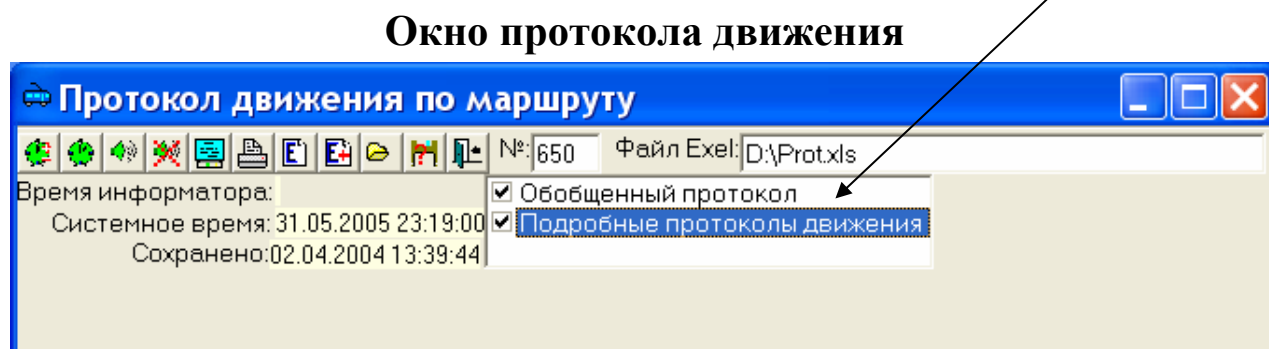 Окно протокола движения
Протокол движения по маршруту
№: 650 Файл Exel: D:\Prot.xls
Время информатора:
Обобщенный протокол
Системное время: 31.05.2005 23:19:00
Подробные протоколы движения
Сохранено: 02.04.2004 13:39:44